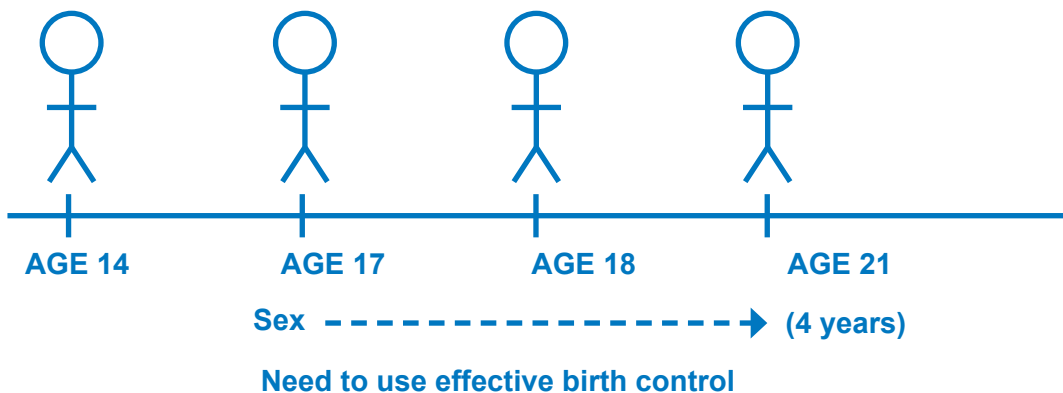 AGE 14 AGE 17 AGE 18 AGE 21
Sex (4 years)
Need to use effective birth control